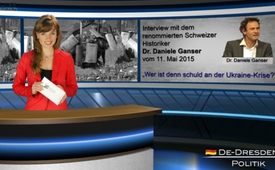 Interview mit dem
renommierten Schweizer
Historiker
Dr. Daniele Ganser
vom 11. Mai 2015
Dr. Daniele Ganser
„Wer ist denn schuld an der Ukraine-Krise?
DE-DRESDEN
POLITIK